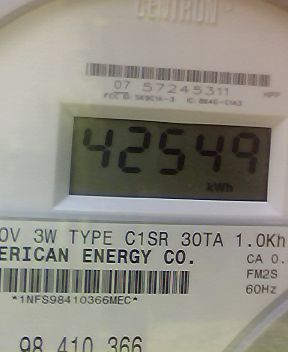 CENTRON
07 57245311
42549
kWh
0V 3W TYPE C1SR 30TA 1.0Kh
ERICAN ENERGY CO.
CA 0.
FM2S
*1NFS98410366MEC*
60Hz
98 410 366